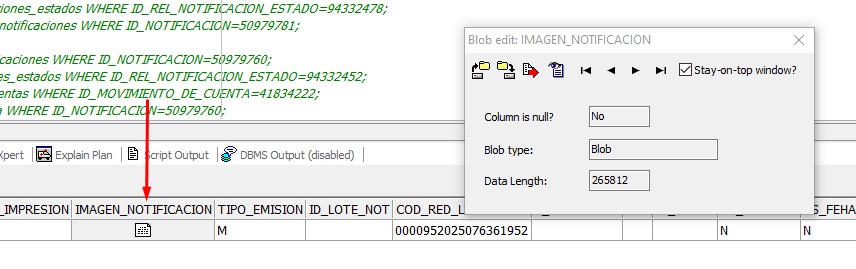 iones_estados WHERE ID_REL_NOTIFICACION_ESTADO=94332478;
notificaciones WHERE ID_NOTIFICACION=50979781;
caciones WHERE ID_NOTIFICACION=50979760;
es_estados WHERE ID_REL_NOTIFICACION_ESTADO=94332452;
entas WHERE ID_MOVIMIENTO_DE_CUENTA=41834222;
a WHERE ID_NOTIFICACION=50979760;
Blob edit: IMAGEN_NOTIFICACION
Stay-on-top window?
Column is null? No
Blob type: Blob
Data Length: 265812
Xpert Explain Plan Script Output DBMS Output (disabled)
_IMPRESION IMAGEN_NOTIFICACION TIPO_EMISION ID_LOTE_NOT COD_RED_L S_FEHA
M 0000952025076361952 N N